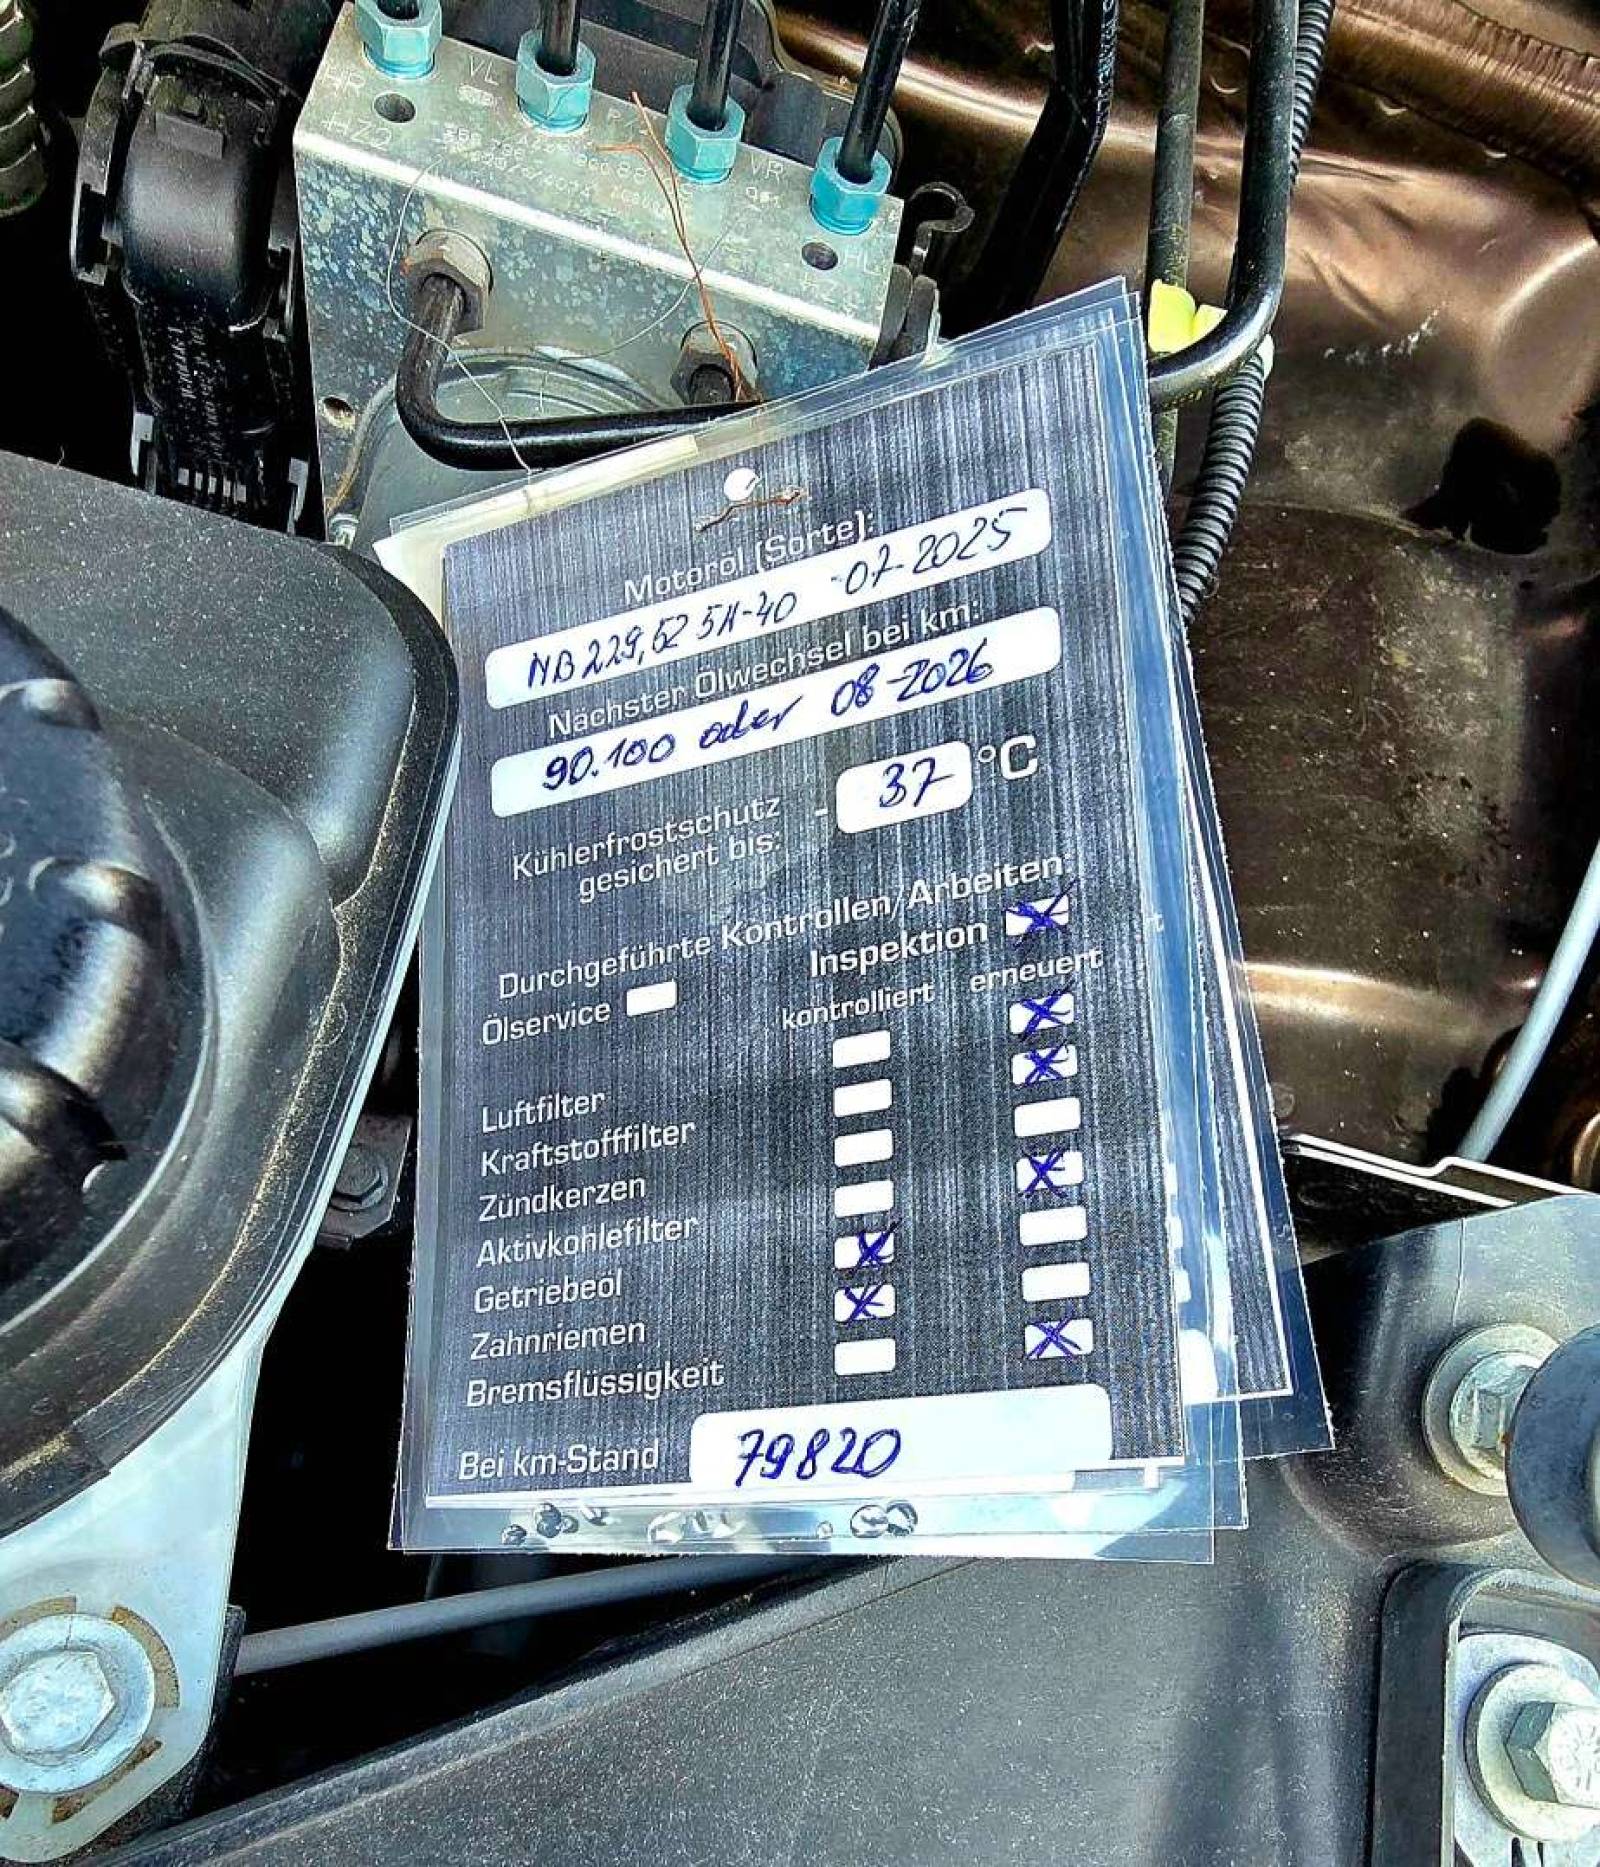 HR
VL
VR
HL
HZ2
Motoröl (Sorte):
MB 229,52 5W-40 07-2025
Nächster Ölwechsel bei km:
90.100 oder 08-2026
Kühlerfrostschutz
gesichert bis:
- 37 °C
Durchgeführte Kontrollen/Arbeiten:
Ölservice
Inspektion
kontrolliert erneuert
Luftfilter
Kraftstofffilter
Zündkerzen
Aktivkohlefilter
Getriebeöl
Zahnriemen
Bremsflüssigkeit
Bei km-Stand 79820